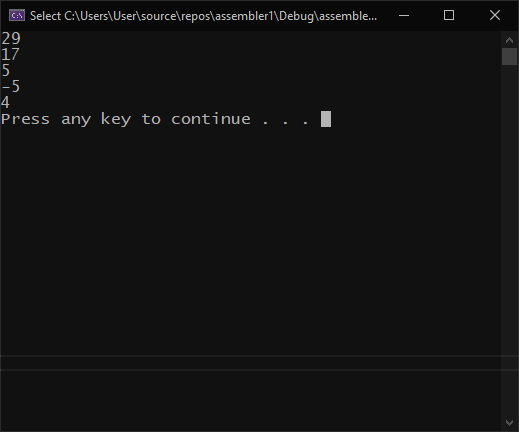 Select C:\Users\User\source\repos\assembler1\Debug\assemble...
29
17
5
-5
4
Press any key to continue . . .